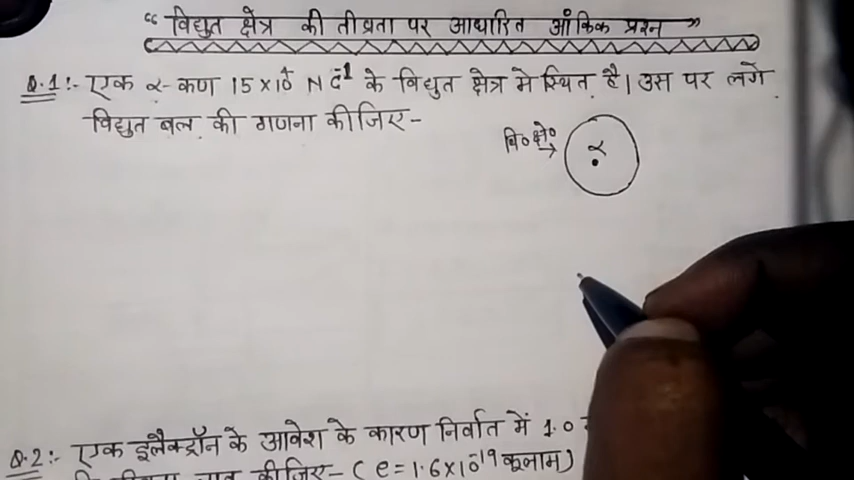 “ विद्युत क्षेत्र की तीव्रता पर आधारित आंकिक प्रश्न ”
Q.1:- एक α- कण 15×10⁴ N C⁻¹ के विद्युत क्षेत्र मे स्थित है। उस पर लगे
विद्युत बल की गणना कीजिए-
वि० क्षे०
→
α
Q.2:- एक इलैक्ट्रॉन के आवेश के कारण निर्वात में 1.0
कीजिए- (e=1.6×10⁻¹⁹ कूलाम)